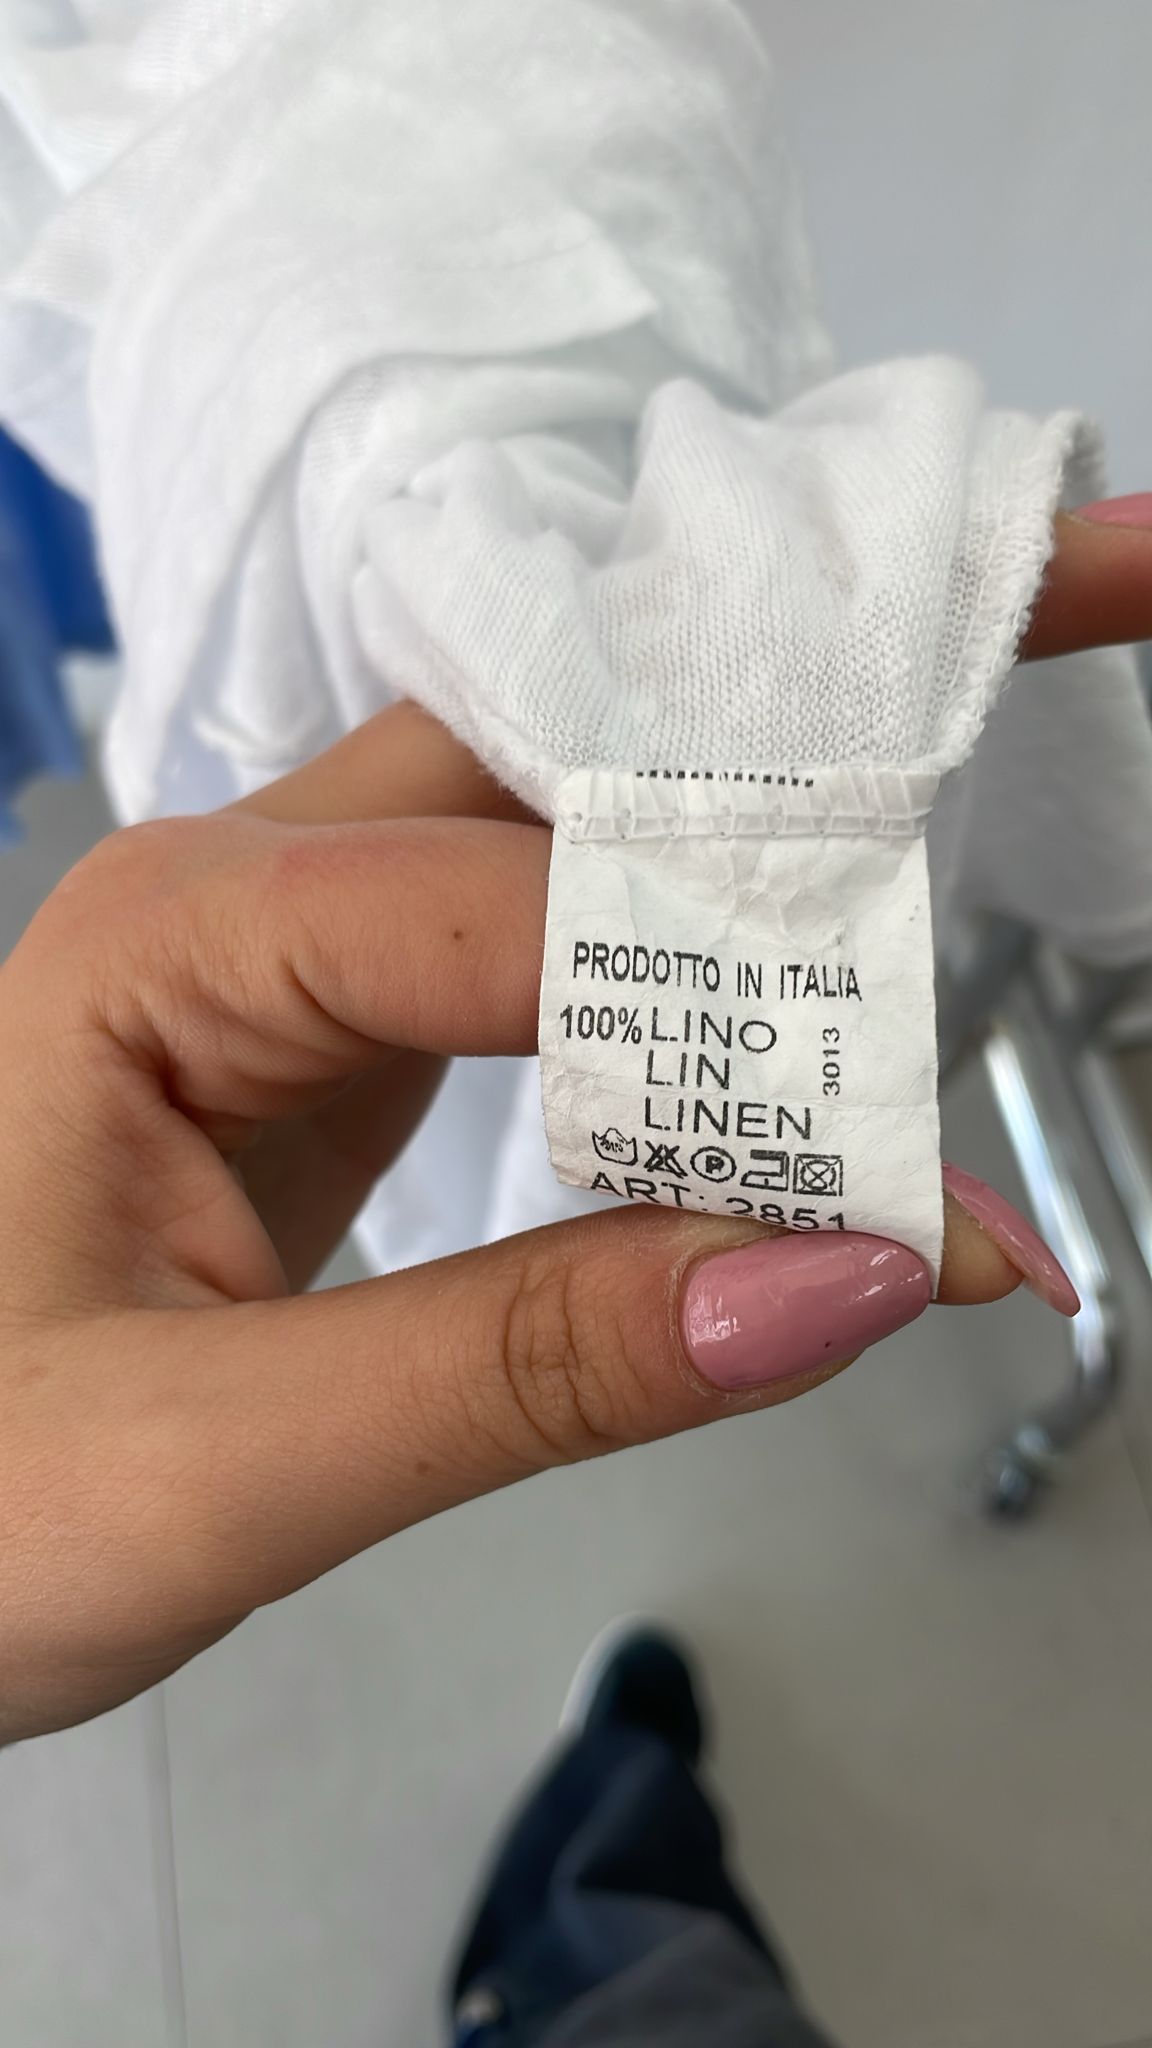 PRODOTTO IN ITALIA
100% LINO
LIN
LINEN
3013
P
ART: 2851